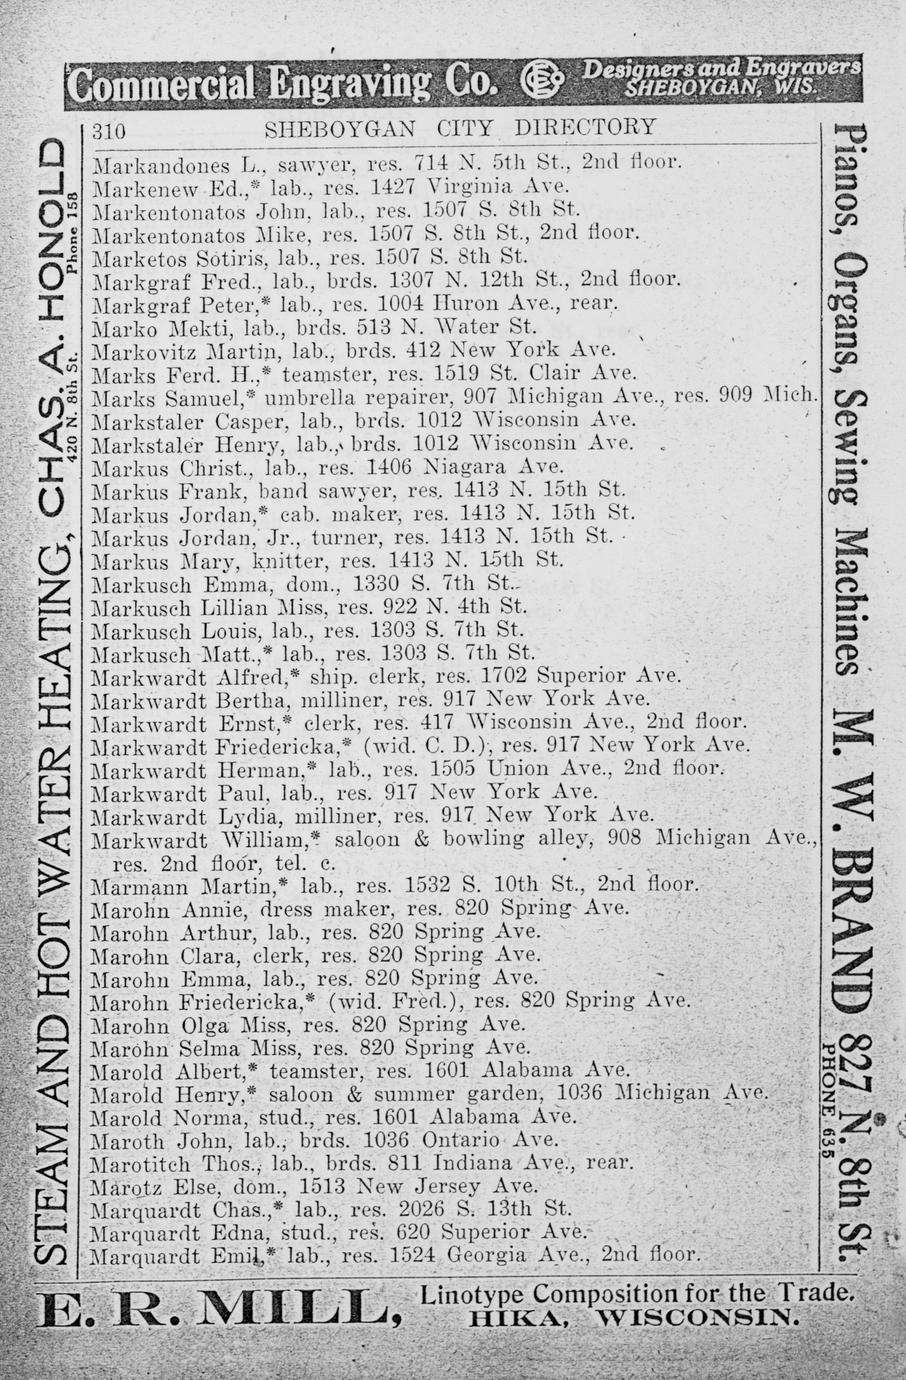 Commercial Engraving Co. CECO Designers and Engravers
SHEBOYGAN, WIS.
310 SHEBOYGAN CITY DIRECTORY
Markandones L., sawyer, res. 714 N. 5th St., 2nd floor.
Markenew Ed.,* lab., res. 1427 Virginia Ave.
Markentonatos John, lab., res. 1507 S. 8th St.
Markentonatos Mike, res. 1507 S. 8th St., 2nd floor.
Marketos Sotiris, lab., res. 1507 S. 8th St.
Markgraf Fred., lab., brds. 1307 N. 12th St., 2nd floor.
Markgraf Peter,* lab., res. 1004 Huron Ave., rear.
Marko Mekti, lab., brds. 513 N. Water St.
Markovitz Martin, lab., brds. 412 New York Ave.
Marks Ferd. H.,* teamster, res. 1519 St. Clair Ave.
Marks Samuel,* umbrella repairer, 907 Michigan Ave., res. 909 Mich.
Markstaler Casper, lab., brds. 1012 Wisconsin Ave.
Markstaler Henry, lab., brds. 1012 Wisconsin Ave.
Markus Christ., lab., res. 1406 Niagara Ave.
Markus Frank, band sawyer, res. 1413 N. 15th St.
Markus Jordan,* cab. maker, res. 1413 N. 15th St.
Markus Jordan, Jr., turner, res. 1413 N. 15th St.
Markus Mary, knitter, res. 1413 N. 15th St.
Markusch Emma, dom., 1330 S. 7th St.
Markusch Lillian Miss, res. 922 N. 4th St.
Markusch Louis, lab., res. 1303 S. 7th St.
Markusch Matt.,* lab., res. 1303 S. 7th St.
Markwardt Alfred,* ship. clerk, res. 1702 Superior Ave.
Markwardt Bertha, milliner, res. 917 New York Ave.
Markwardt Ernst,* clerk, res. 417 Wisconsin Ave., 2nd floor.
Markwardt Friedericka,* (wid. C. D.), res. 917 New York Ave.
Markwardt Herman,* lab., res. 1505 Union Ave., 2nd floor.
Markwardt Paul, lab., res. 917 New York Ave.
Markwardt Lydia, milliner, res. 917 New York Ave.
Markwardt William,* saloon & bowling alley, 908 Michigan Ave.,
res. 2nd floor, tel. c.
Marmann Martin,* lab., res. 1532 S. 10th St., 2nd floor.
Marohn Annie, dress maker, res. 820 Spring Ave.
Marohn Arthur, lab., res. 820 Spring Ave.
Marohn Clara, clerk, res. 820 Spring Ave.
Marohn Emma, lab., res. 820 Spring Ave.
Marohn Friedericka,* (wid. Fred.), res. 820 Spring Ave.
Marohn Olga Miss, res. 820 Spring Ave.
Marohn Selma Miss, res. 820 Spring Ave.
Marold Albert,* teamster, res. 1601 Alabama Ave.
Marold Henry,* saloon & summer garden, 1036 Michigan Ave.
Marold Norma, stud., res. 1601 Alabama Ave.
Maroth John, lab., brds. 1036 Ontario Ave.
Marotitch Thos., lab., brds. 811 Indiana Ave., rear.
Marotz Else, dom., 1513 New Jersey Ave.
Marquardt Chas.,* lab., res. 2026 S. 13th St.
Marquardt Edna, stud., res. 620 Superior Ave.
Marquardt Emil,* lab., res. 1524 Georgia Ave., 2nd floor.
STEAM AND HOT WATER HEATING, CHAS. A. HONOLD
420 N. 8th St. Phone 158
Pianos, Organs, Sewing Machines M. W. BRAND 827 N. 8th St.
PHONE 635
E. R. MILL, Linotype Composition for the Trade.
HIKA, WISCONSIN.